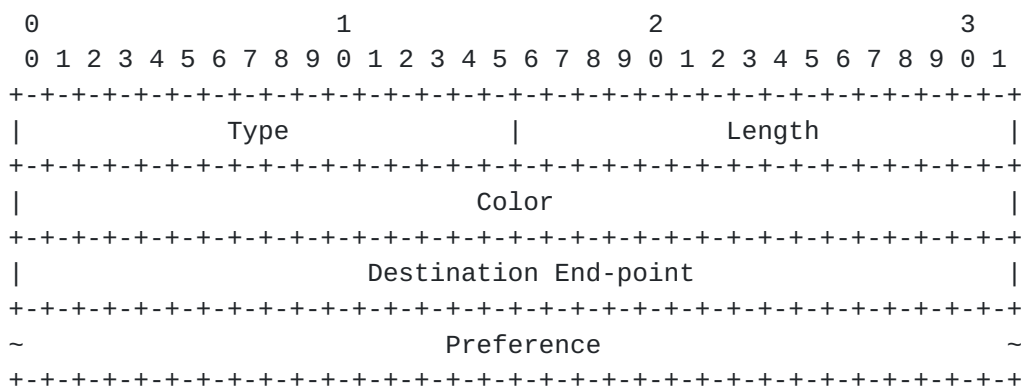 0                   1                   2                   3
 0 1 2 3 4 5 6 7 8 9 0 1 2 3 4 5 6 7 8 9 0 1 2 3 4 5 6 7 8 9 0 1
+-+-+-+-+-+-+-+-+-+-+-+-+-+-+-+-+-+-+-+-+-+-+-+-+-+-+-+-+-+-+-+-+
|             Type              |             Length            |
+-+-+-+-+-+-+-+-+-+-+-+-+-+-+-+-+-+-+-+-+-+-+-+-+-+-+-+-+-+-+-+-+
|                             Color                             |
+-+-+-+-+-+-+-+-+-+-+-+-+-+-+-+-+-+-+-+-+-+-+-+-+-+-+-+-+-+-+-+-+
|                      Destination End-point                    |
+-+-+-+-+-+-+-+-+-+-+-+-+-+-+-+-+-+-+-+-+-+-+-+-+-+-+-+-+-+-+-+-+
~                           Preference                          ~
+-+-+-+-+-+-+-+-+-+-+-+-+-+-+-+-+-+-+-+-+-+-+-+-+-+-+-+-+-+-+-+-+